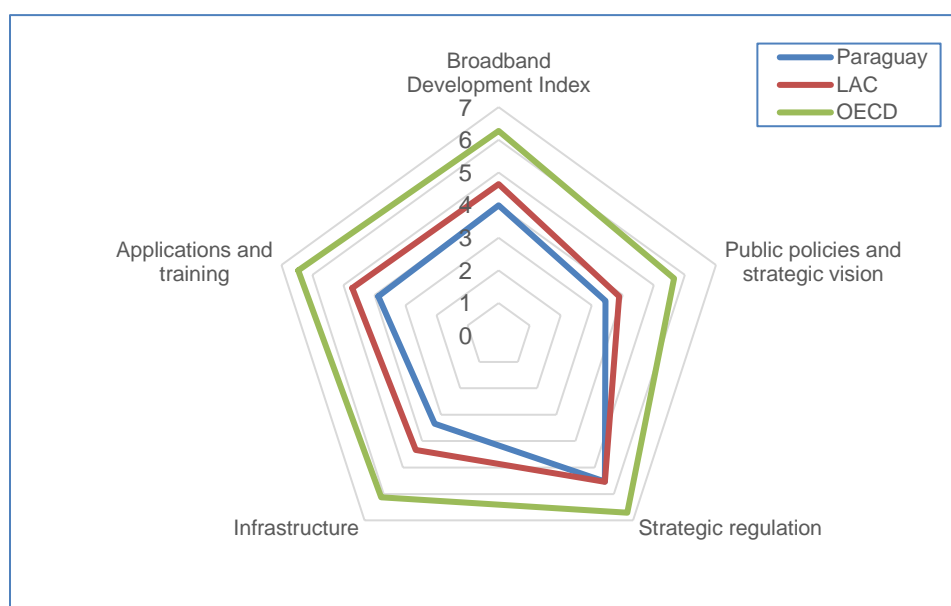 Paraguay
LAC
OECD
Broadband
Development Index
7
6
5
4
3
2
1
0
Applications and
training
Public policies and
strategic vision
Infrastructure
Strategic regulation